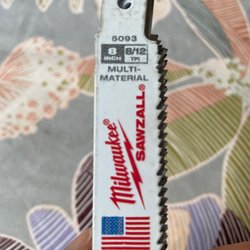 5093
8 8/12
INCH TPI
MULTI-
MATERIAL
Milwaukee
SAWZALL®